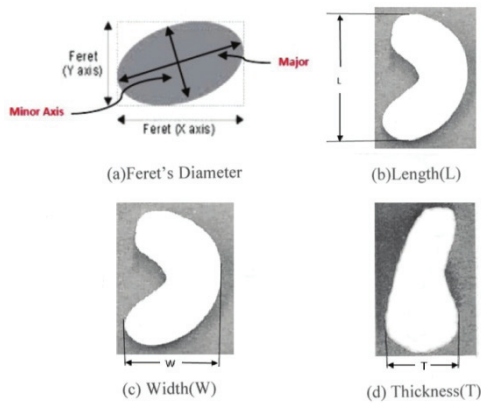 Feret
(Y axis)
Major
Minor Axis
Feret (X axis)
(a)Feret's Diameter
L
(b)Length(L)
W
(c) Width(W)
T
(d) Thickness(T)